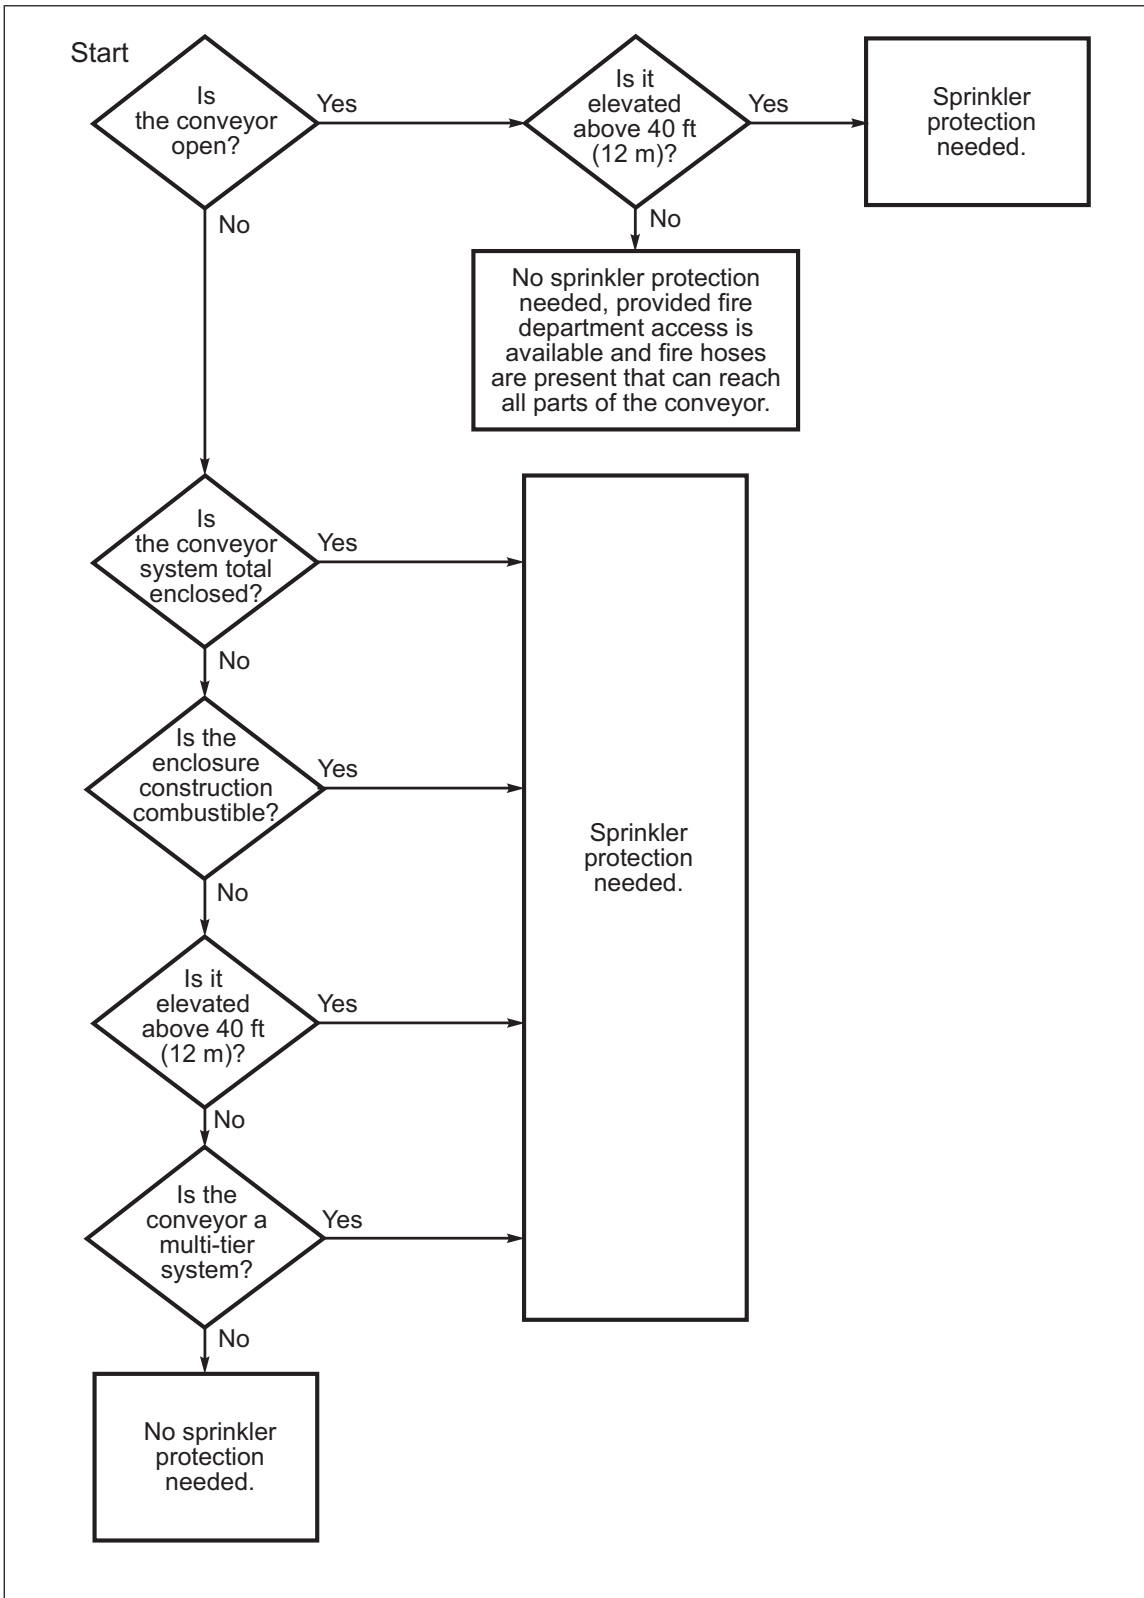 Start
Is
the conveyor
open?
Yes
Is it
elevated
above 40 ft
(12 m)?
Yes
Sprinkler
protection
needed.
No
No
No sprinkler protection
needed, provided fire
department access is
available and fire hoses
are present that can reach
all parts of the conveyor.
Is
the conveyor
system total
enclosed?
Yes
No
Is the
enclosure
construction
combustible?
Yes
Sprinkler
protection
needed.
No
Is it
elevated
above 40 ft
(12 m)?
Yes
No
Is the
conveyor a
multi-tier
system?
Yes
No
No sprinkler
protection
needed.